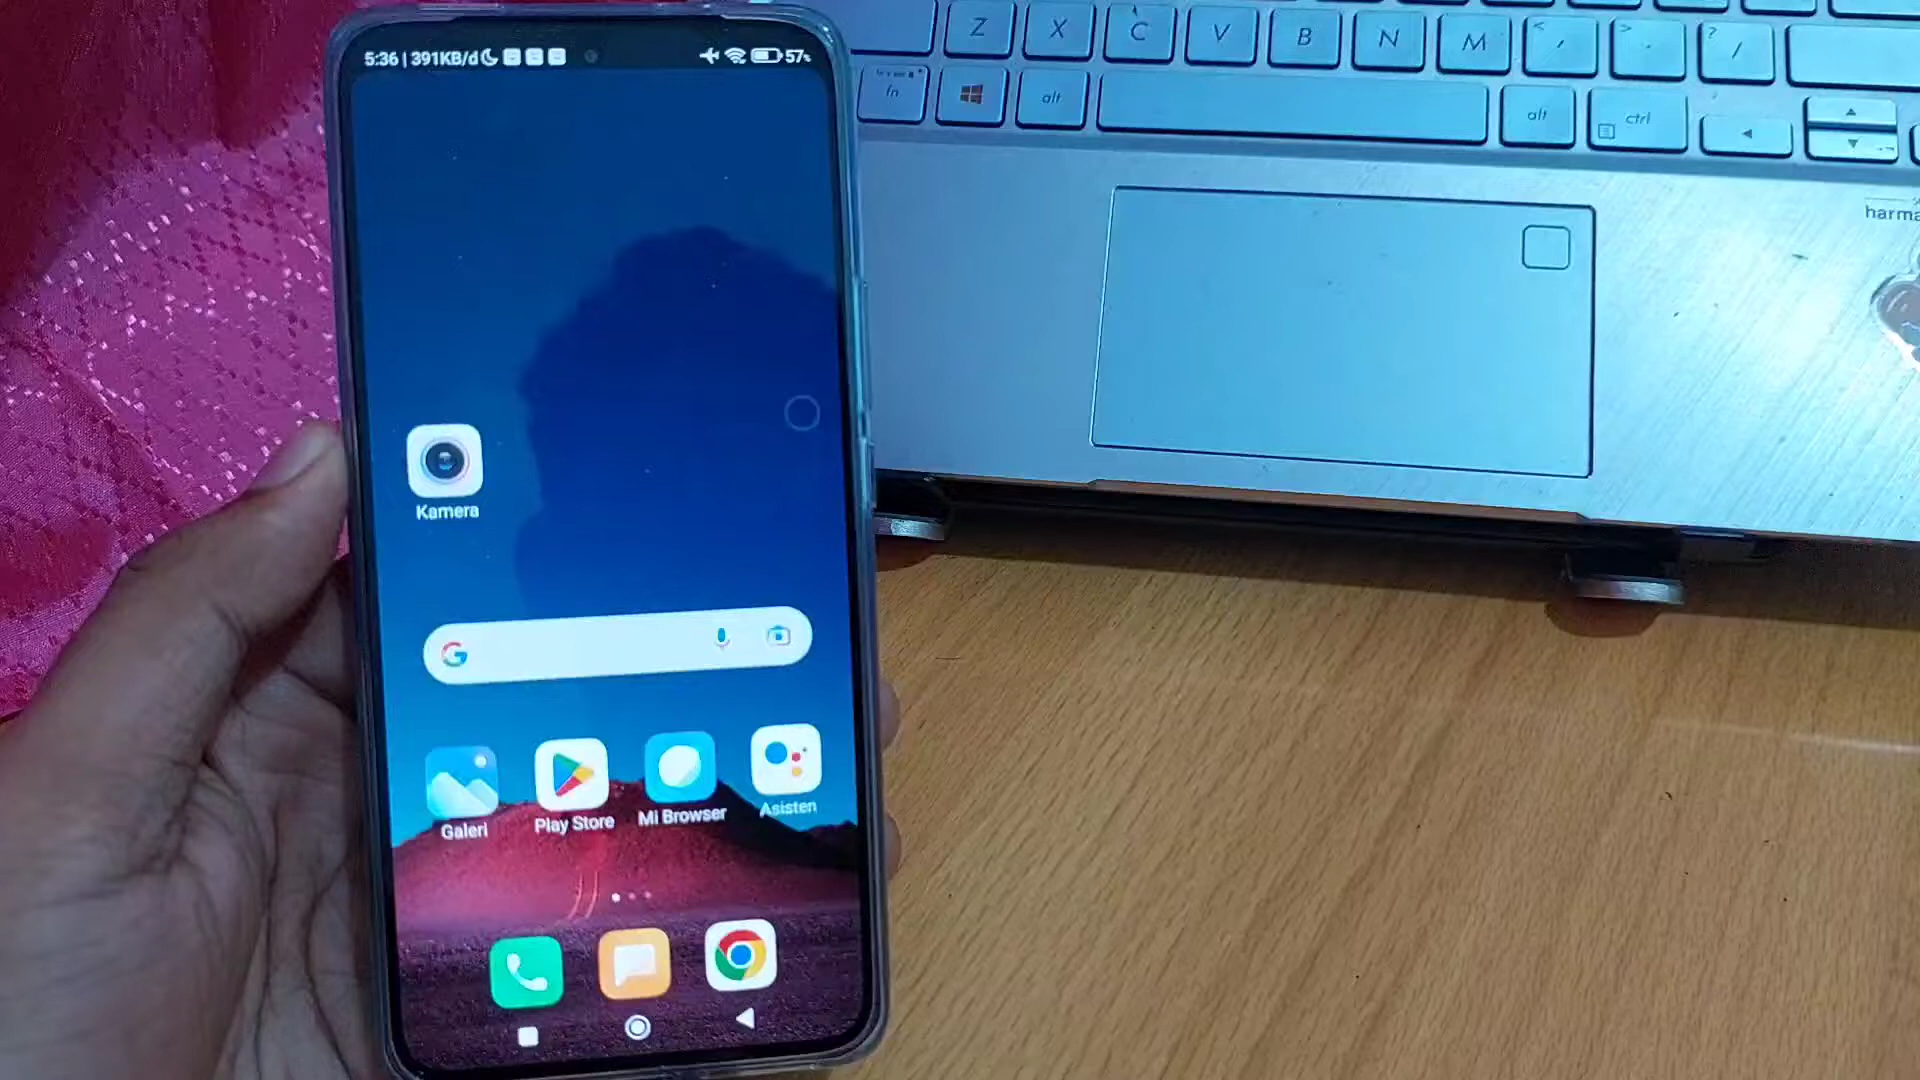 5:36 | 391KB/d
57%
Kamera
G
Galeri
Play Store
Mi Browser
Asisten
Z
X
C
V
B
N
M
<
,
>
.
?
/
fn
alt
alt
ctrl
harma